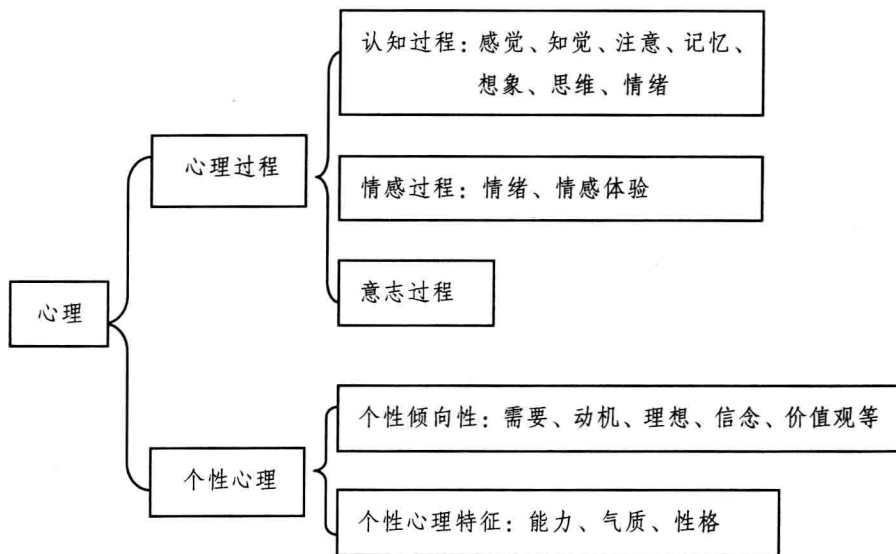 认知过程：感觉、知觉、注意、记忆、
想象、思维、情绪
心理过程
情感过程：情绪、情感体验
意志过程
心理
个性倾向性：需要、动机、理想、信念、价值观等
个性心理
个性心理特征：能力、气质、性格